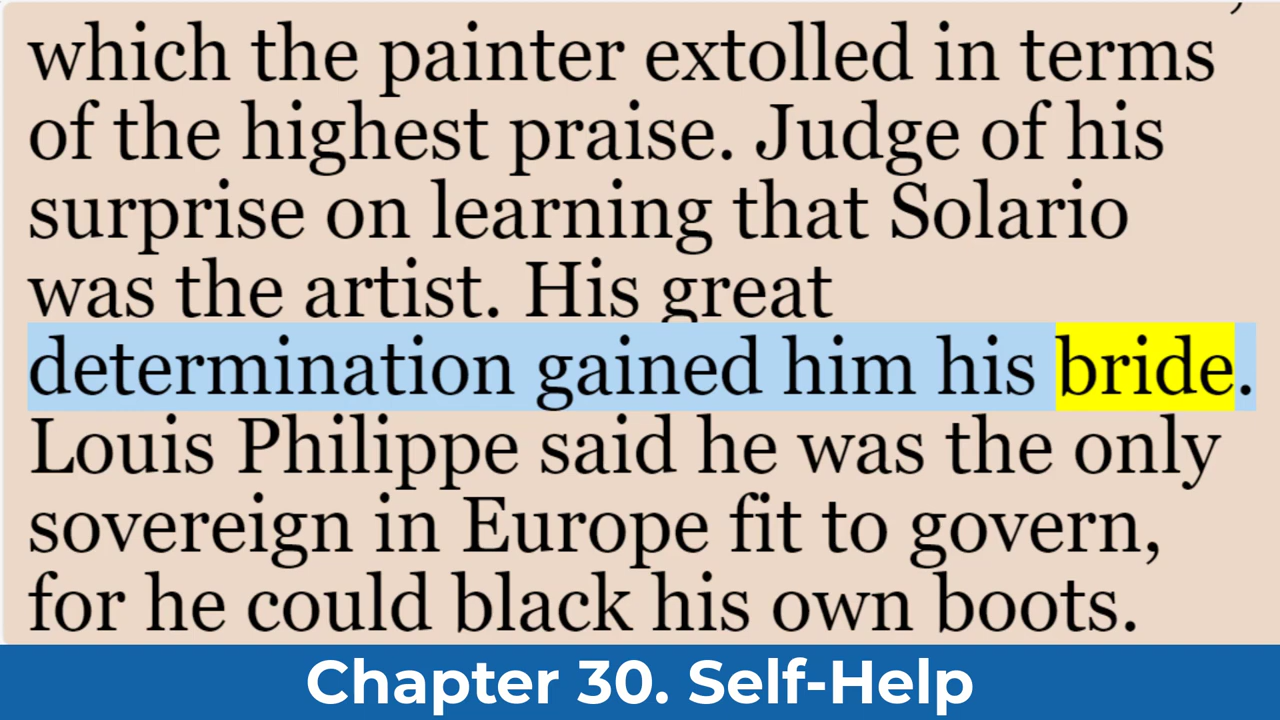 which the painter extolled in terms
of the highest praise. Judge of his
surprise on learning that Solario
was the artist. His great
determination gained him his bride.
Louis Philippe said he was the only
sovereign in Europe fit to govern,
for he could black his own boots.
Chapter 30. Self-Help